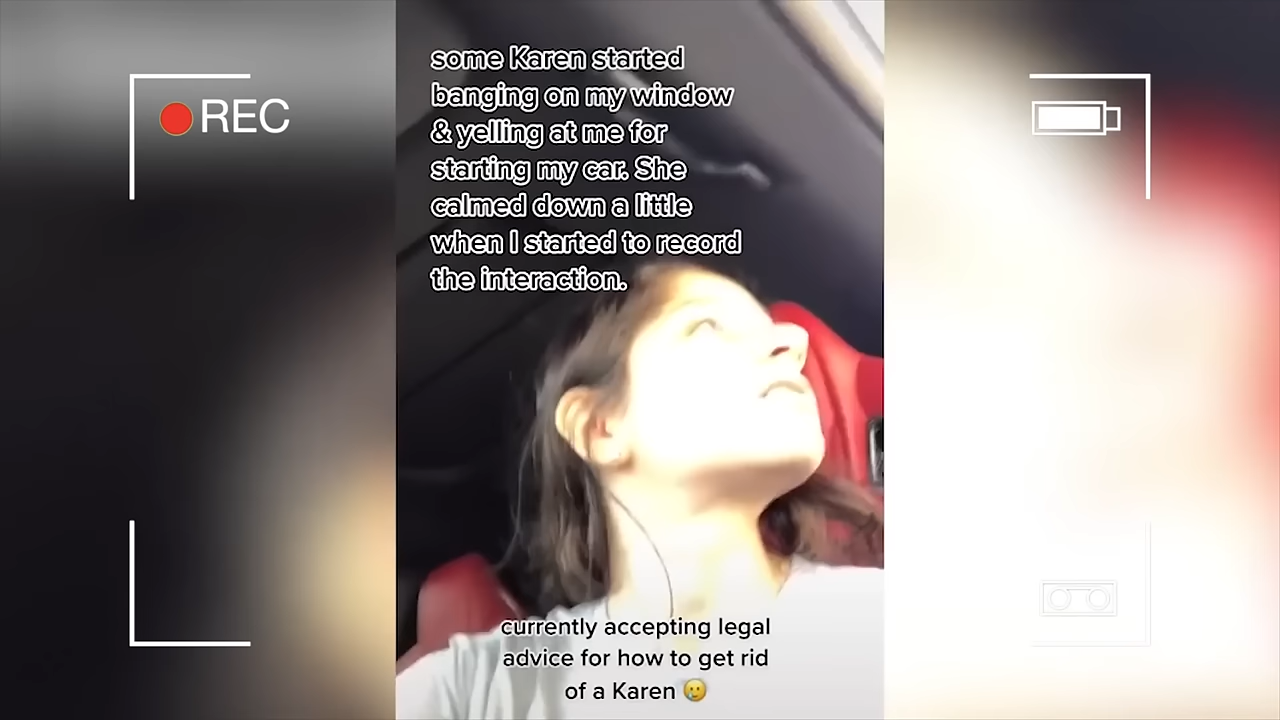 REC
some Karen started
banging on my window
& yelling at me for
starting my car. She
calmed down a little
when I started to record
the interaction.
currently accepting legal
advice for how to get rid
of a Karen 🥲